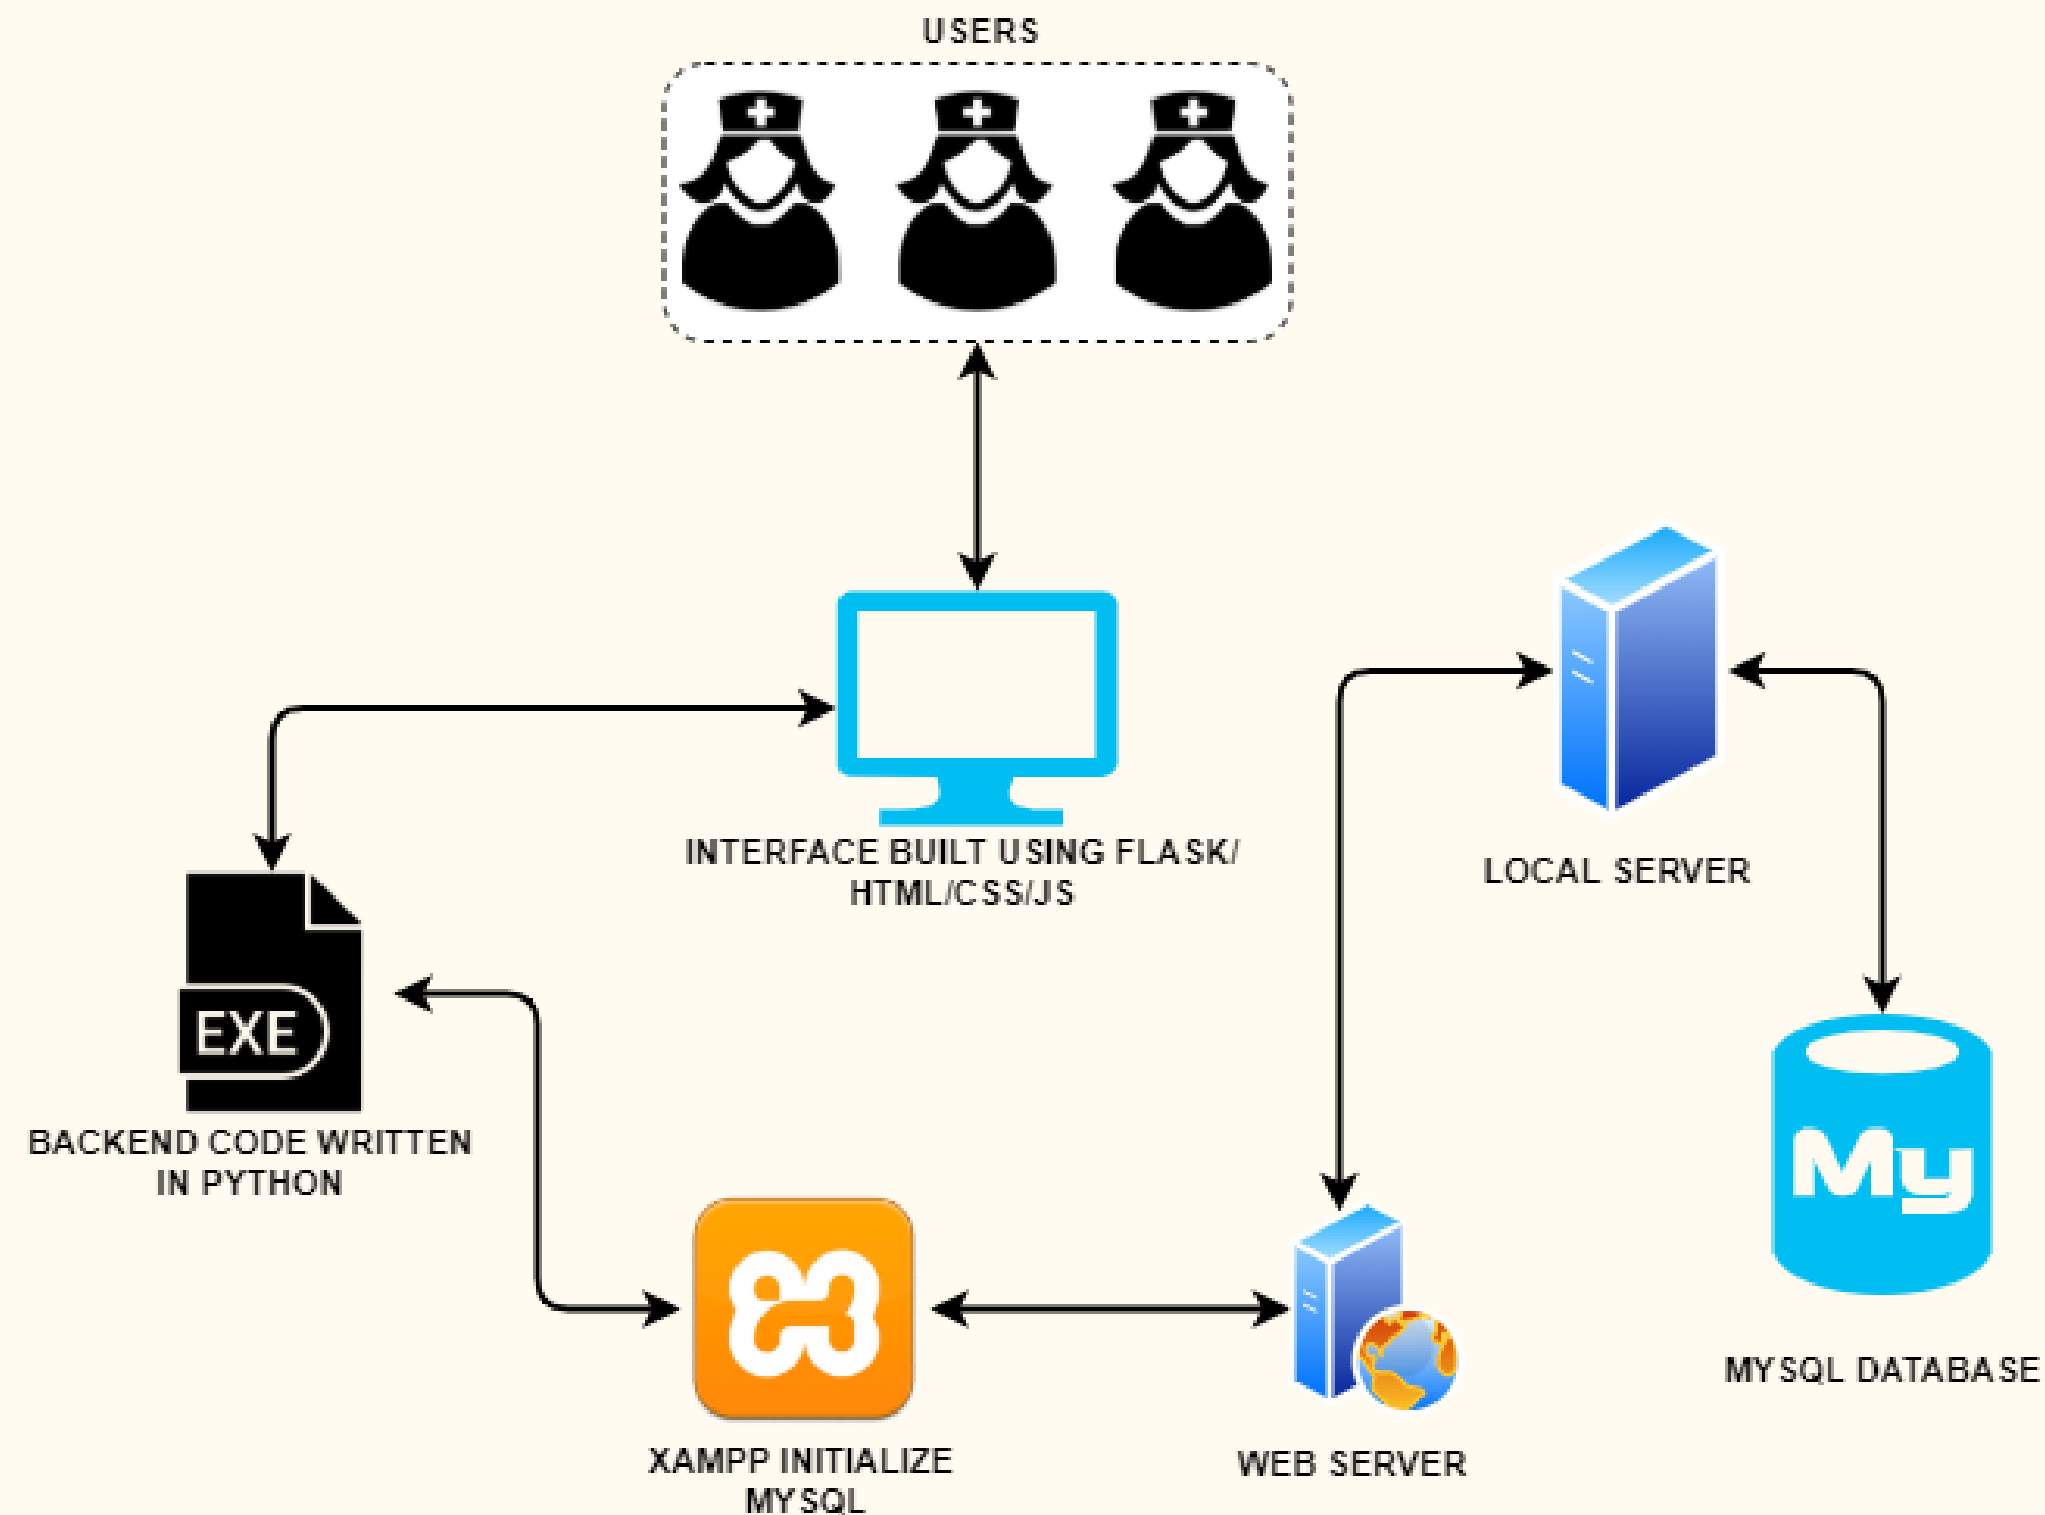 USERS
INTERFACE BUILT USING FLASK/
HTML/CSS/JS
LOCAL SERVER
EXE
BACKEND CODE WRITTEN
IN PYTHON
My
MYSQL DATABASE
XAMPP INITIALIZE
MYSQL
WEB SERVER